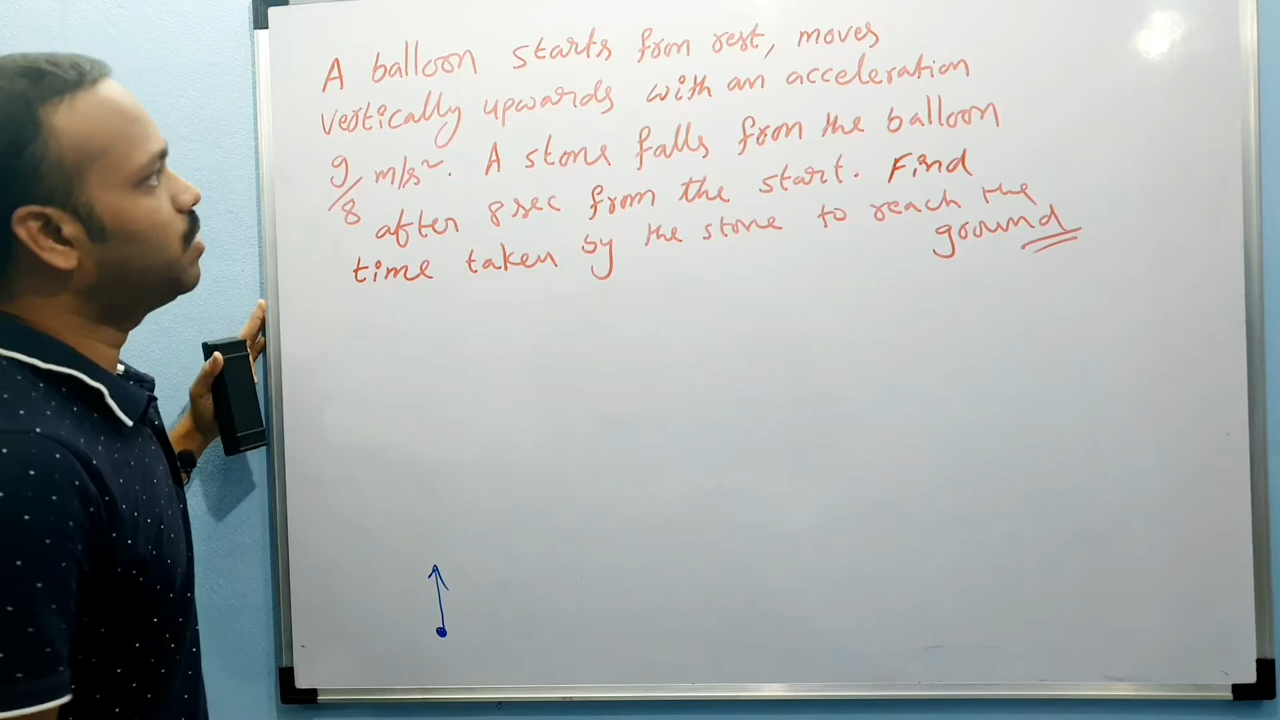 A balloon starts from rest, moves
vertically upwards with an acceleration
g/8 m/s². A stone falls from the balloon
after 8 sec from the start. Find
time taken by the stone to reach the
ground